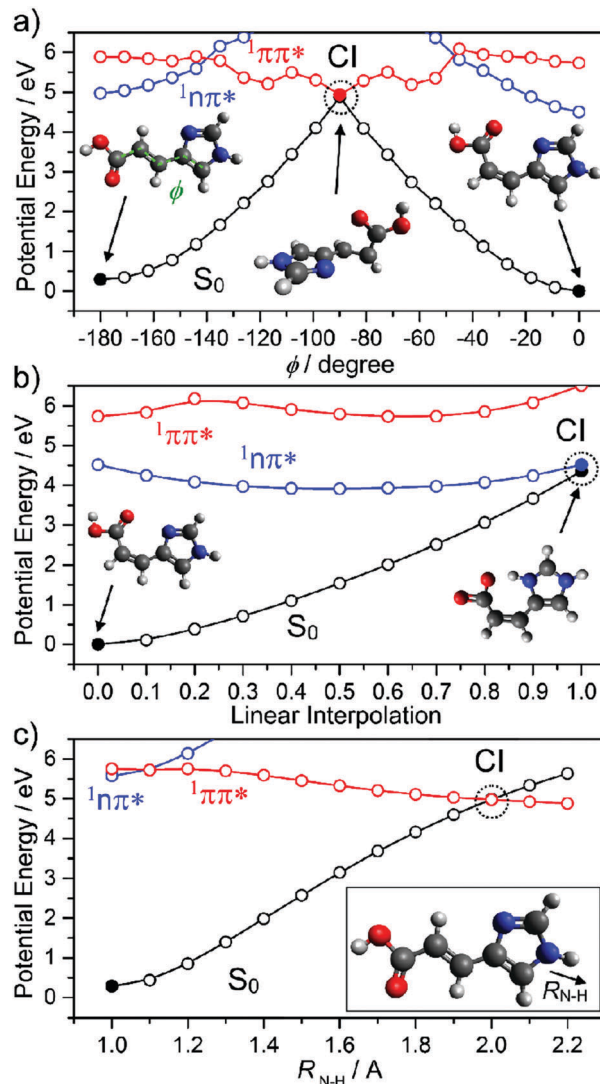 a)
6
5
4
3
2
1
0
Potential Energy / eV
¹ππ*
¹nπ*
CI
ϕ
S₀
-180 -160 -140 -120 -100 -80 -60 -40 -20 0
ϕ / degree
b)
6
5
4
3
2
1
0
Potential Energy / eV
¹ππ*
¹nπ*
CI
S₀
0.0 0.1 0.2 0.3 0.4 0.5 0.6 0.7 0.8 0.9 1.0
Linear Interpolation
c)
6
5
4
3
2
1
0
Potential Energy / eV
¹nπ*
¹ππ*
CI
S₀
R_N-H
1.0 1.2 1.4 1.6 1.8 2.0 2.2
R_N-H / A